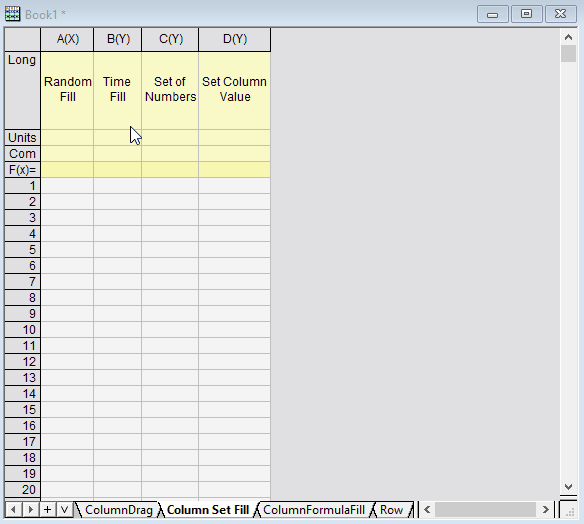 Book1 *
A(X) B(Y) C(Y) D(Y)
Long
Random Fill Time Fill Set of Numbers Set Column Value
Units
Com
F(x)=
1
2
3
4
5
6
7
8
9
10
11
12
13
14
15
16
17
18
19
20
ColumnDrag Column Set Fill ColumnFormulaFill Row